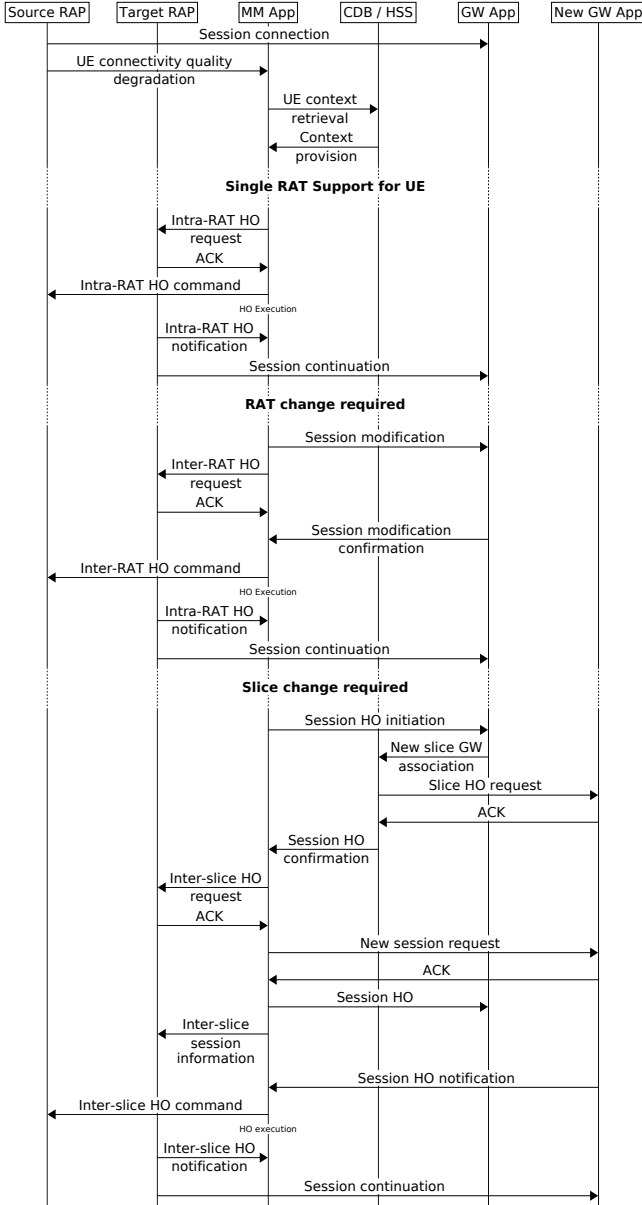 Source RAP Target RAP MM App CDB / HSS GW App New GW App
Session connection
UE connectivity quality
degradation
UE context
retrieval
Context
provision
Single RAT Support for UE
Intra-RAT HO
request
ACK
Intra-RAT HO command
HO Execution
Intra-RAT HO
notification
Session continuation
RAT change required
Session modification
Inter-RAT HO
request
ACK
Session modification
confirmation
Inter-RAT HO command
HO Execution
Intra-RAT HO
notification
Session continuation
Slice change required
Session HO initiation
New slice GW
association
Slice HO request
ACK
Session HO
confirmation
Inter-slice HO
request
ACK
New session request
ACK
Session HO
Inter-slice
session
information
Session HO notification
Inter-slice HO command
HO execution
Inter-slice HO
notification
Session continuation